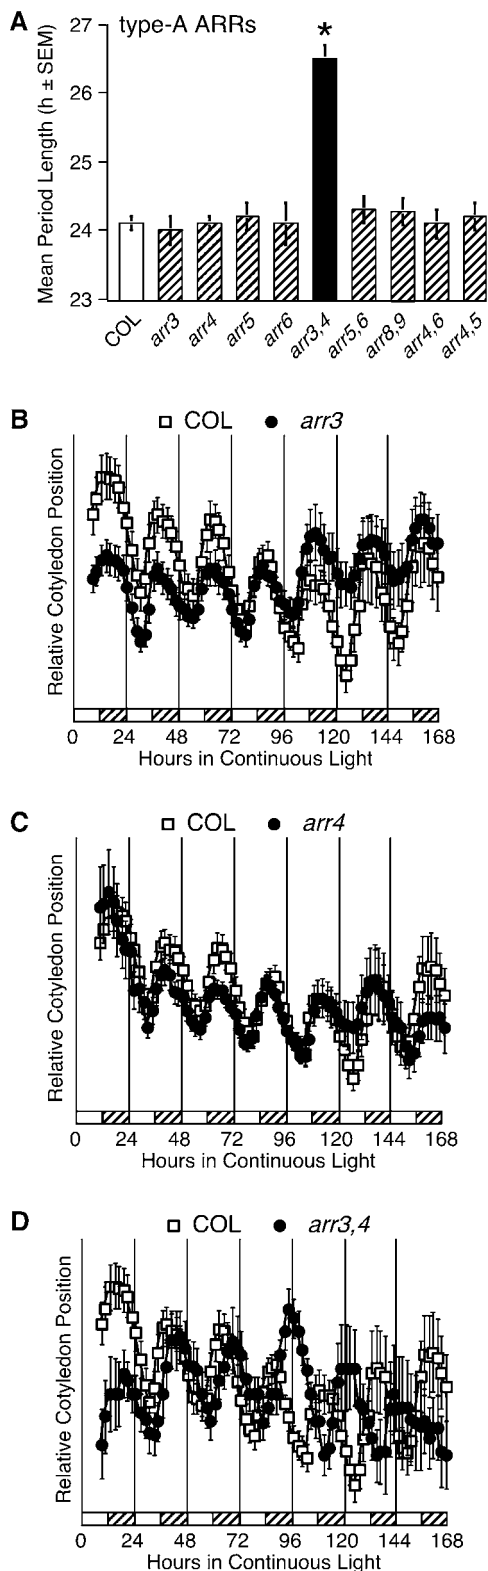 A
type-A ARRs
*
Mean Period Length (h ± SEM)
27
26
25
24
23
COL
arr3
arr4
arr5
arr6
arr3,4
arr5,6
arr8,9
arr4,6
arr4,5
B
COL arr3
Relative Cotyledon Position
0 24 48 72 96 120 144 168
Hours in Continuous Light
C
COL arr4
Relative Cotyledon Position
0 24 48 72 96 120 144 168
Hours in Continuous Light
D
COL arr3,4
Relative Cotyledon Position
0 24 48 72 96 120 144 168
Hours in Continuous Light